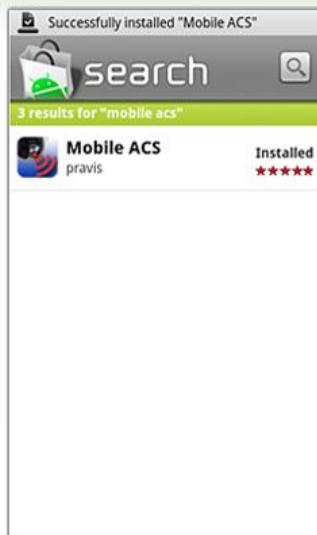 Successfully installed "Mobile ACS"
search
3 results for "mobile acs"
Mobile ACS
pravis
Installed